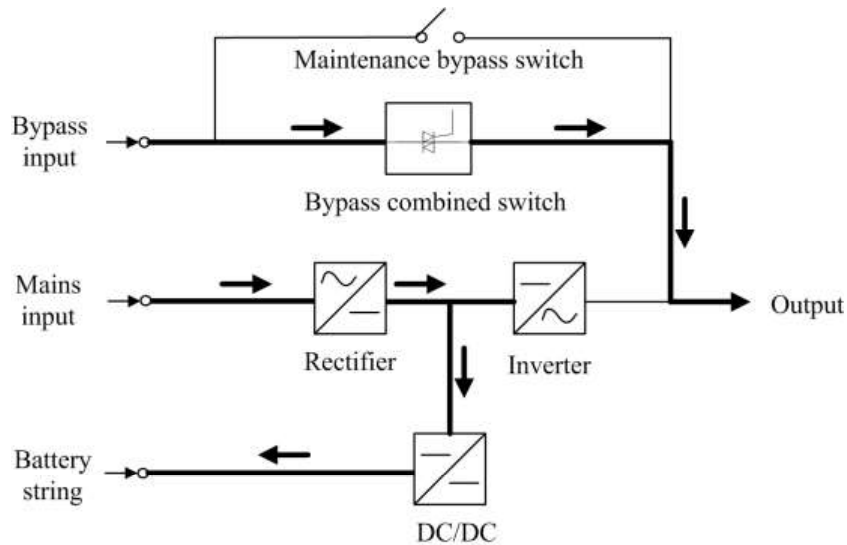 Maintenance bypass switch
Bypass
input
Bypass combined switch
Mains
input
Output
Rectifier
Inverter
Battery
string
DC/DC